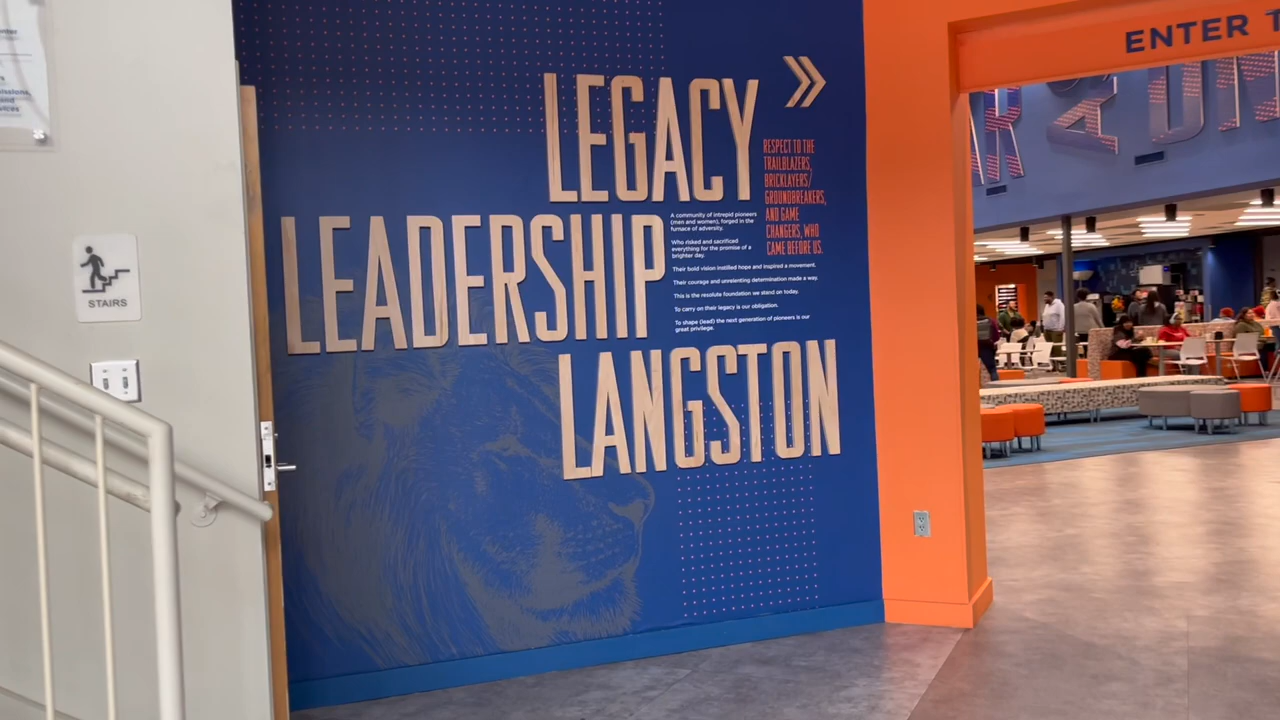 ENTER
LEGACY
RESPECT TO THE
TRAILBLAZERS,
BRICKLAYERS/
GROUNDBREAKERS,
AND GAME
CHANGERS, WHO
CAME BEFORE US.
LEADERSHIP
A community of intrepid pioneers
(men and women), forged in the
furnace of adversity.
Who risked and sacrificed
everything for the promise of a
brighter day.
Their bold vision instilled hope and inspired a movement.
Their courage and unrelenting determination made a way.
This is the resolute foundation we stand on today.
To carry on their legacy is our obligation.
To shape (lead) the next generation of pioneers is our
great privilege.
LANGSTON
STAIRS